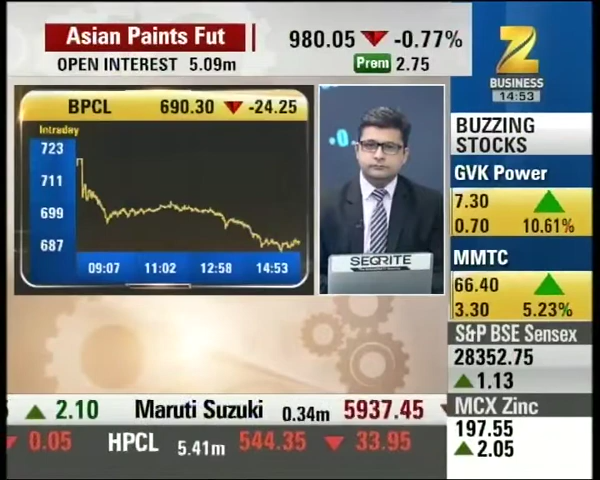 Asian Paints Fut
OPEN INTEREST 5.09m
980.05 -0.77%
Prem 2.75
Z
BUSINESS
14:53
BPCL 690.30 -24.25
Intraday
723
711
699
687
09:07 11:02 12:58 14:53
SEQRITE
BUZZING
STOCKS
GVK Power
7.30
0.70 10.61%
MMTC
66.40
3.30 5.23%
S&P BSE Sensex
28352.75
1.13
MCX Zinc
197.55
2.05
2.10 Maruti Suzuki 0.34m 5937.45
0.05 HPCL 5.41m 544.35 33.95